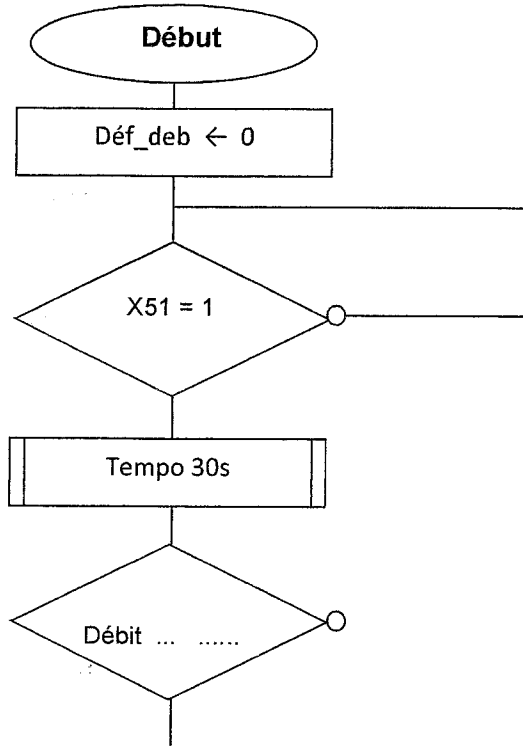 Début
Déf_deb ← 0
X51 = 1
Tempo 30s
Débit ... ......